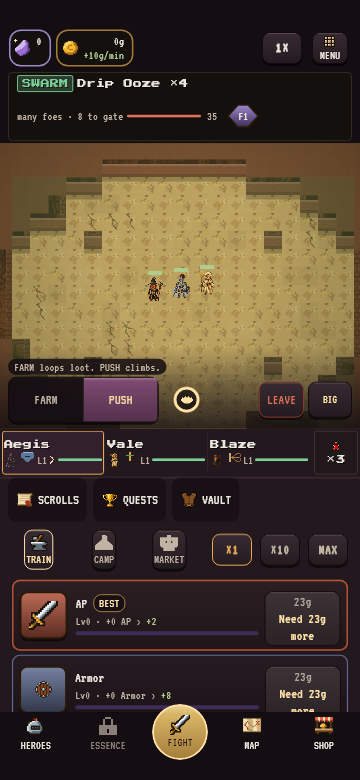 0
0g
+10g/min
1X
MENU
SWARM Drip Ooze ×4
many foes · 8 to gate 35 F1
FARM loops loot. PUSH climbs.
FARM PUSH LEAVE BIG
Aegis L1
Vale L1
Blaze L1
×3
SCROLLS QUESTS VAULT
TRAIN CAMP MARKET X1 X10 MAX
AP BEST
Lv0 · +0 AP › +2
23g
Need 23g
more
Armor
Lv0 · +0 Armor › +8
23g
Need 23g
more
HEROES ESSENCE FIGHT MAP SHOP